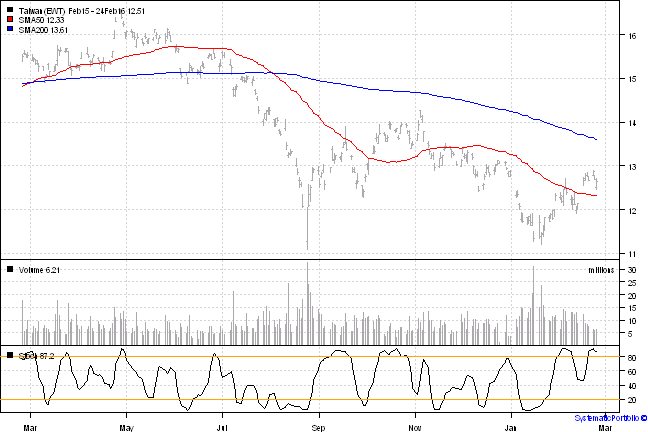 Taiwan (EWT) Feb15 - 24Feb16 12.51
SMA50 12.33
SMA200 13.61
16
15
14
13
12
11
Volume 6.21
millions
30
25
20
15
10
5
87.2
80
60
40
20
Mar
May
Jul
Sep
Nov
Jan
Mar
SystematicPortfolio ©